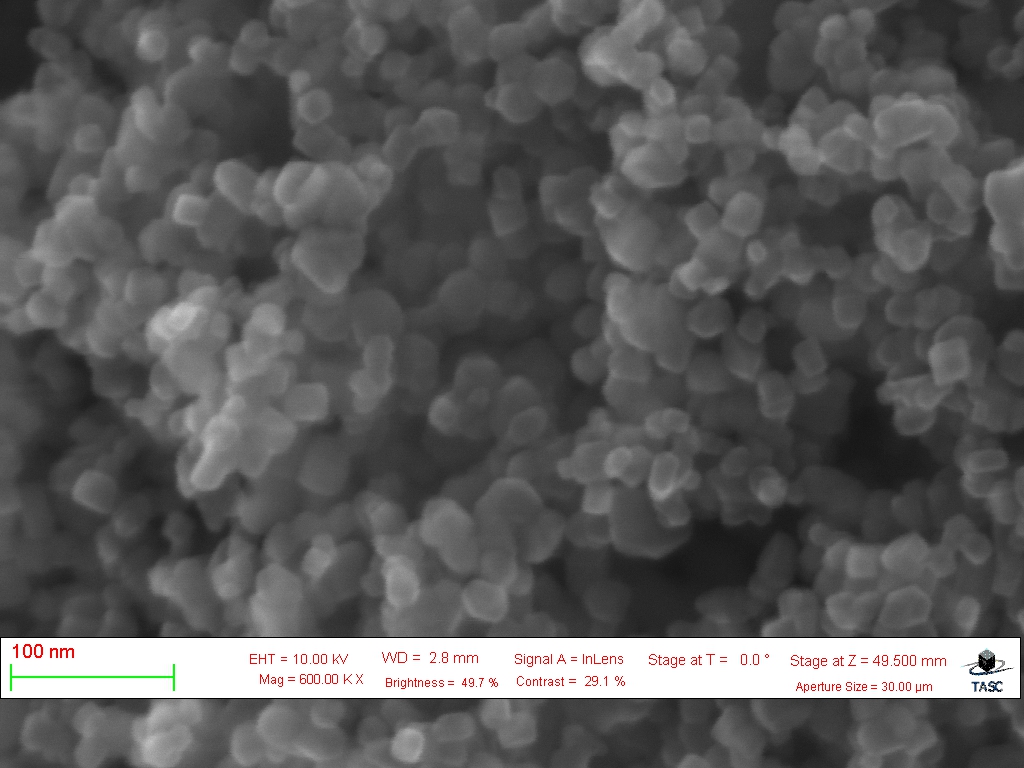 100 nm
EHT = 10.00 kV
Mag = 600.00 K X
WD = 2.8 mm
Brightness = 49.7 %
Signal A = InLens
Contrast = 29.1 %
Stage at T = 0.0 °
Stage at Z = 49.500 mm
Aperture Size = 30.00 µm
TASC